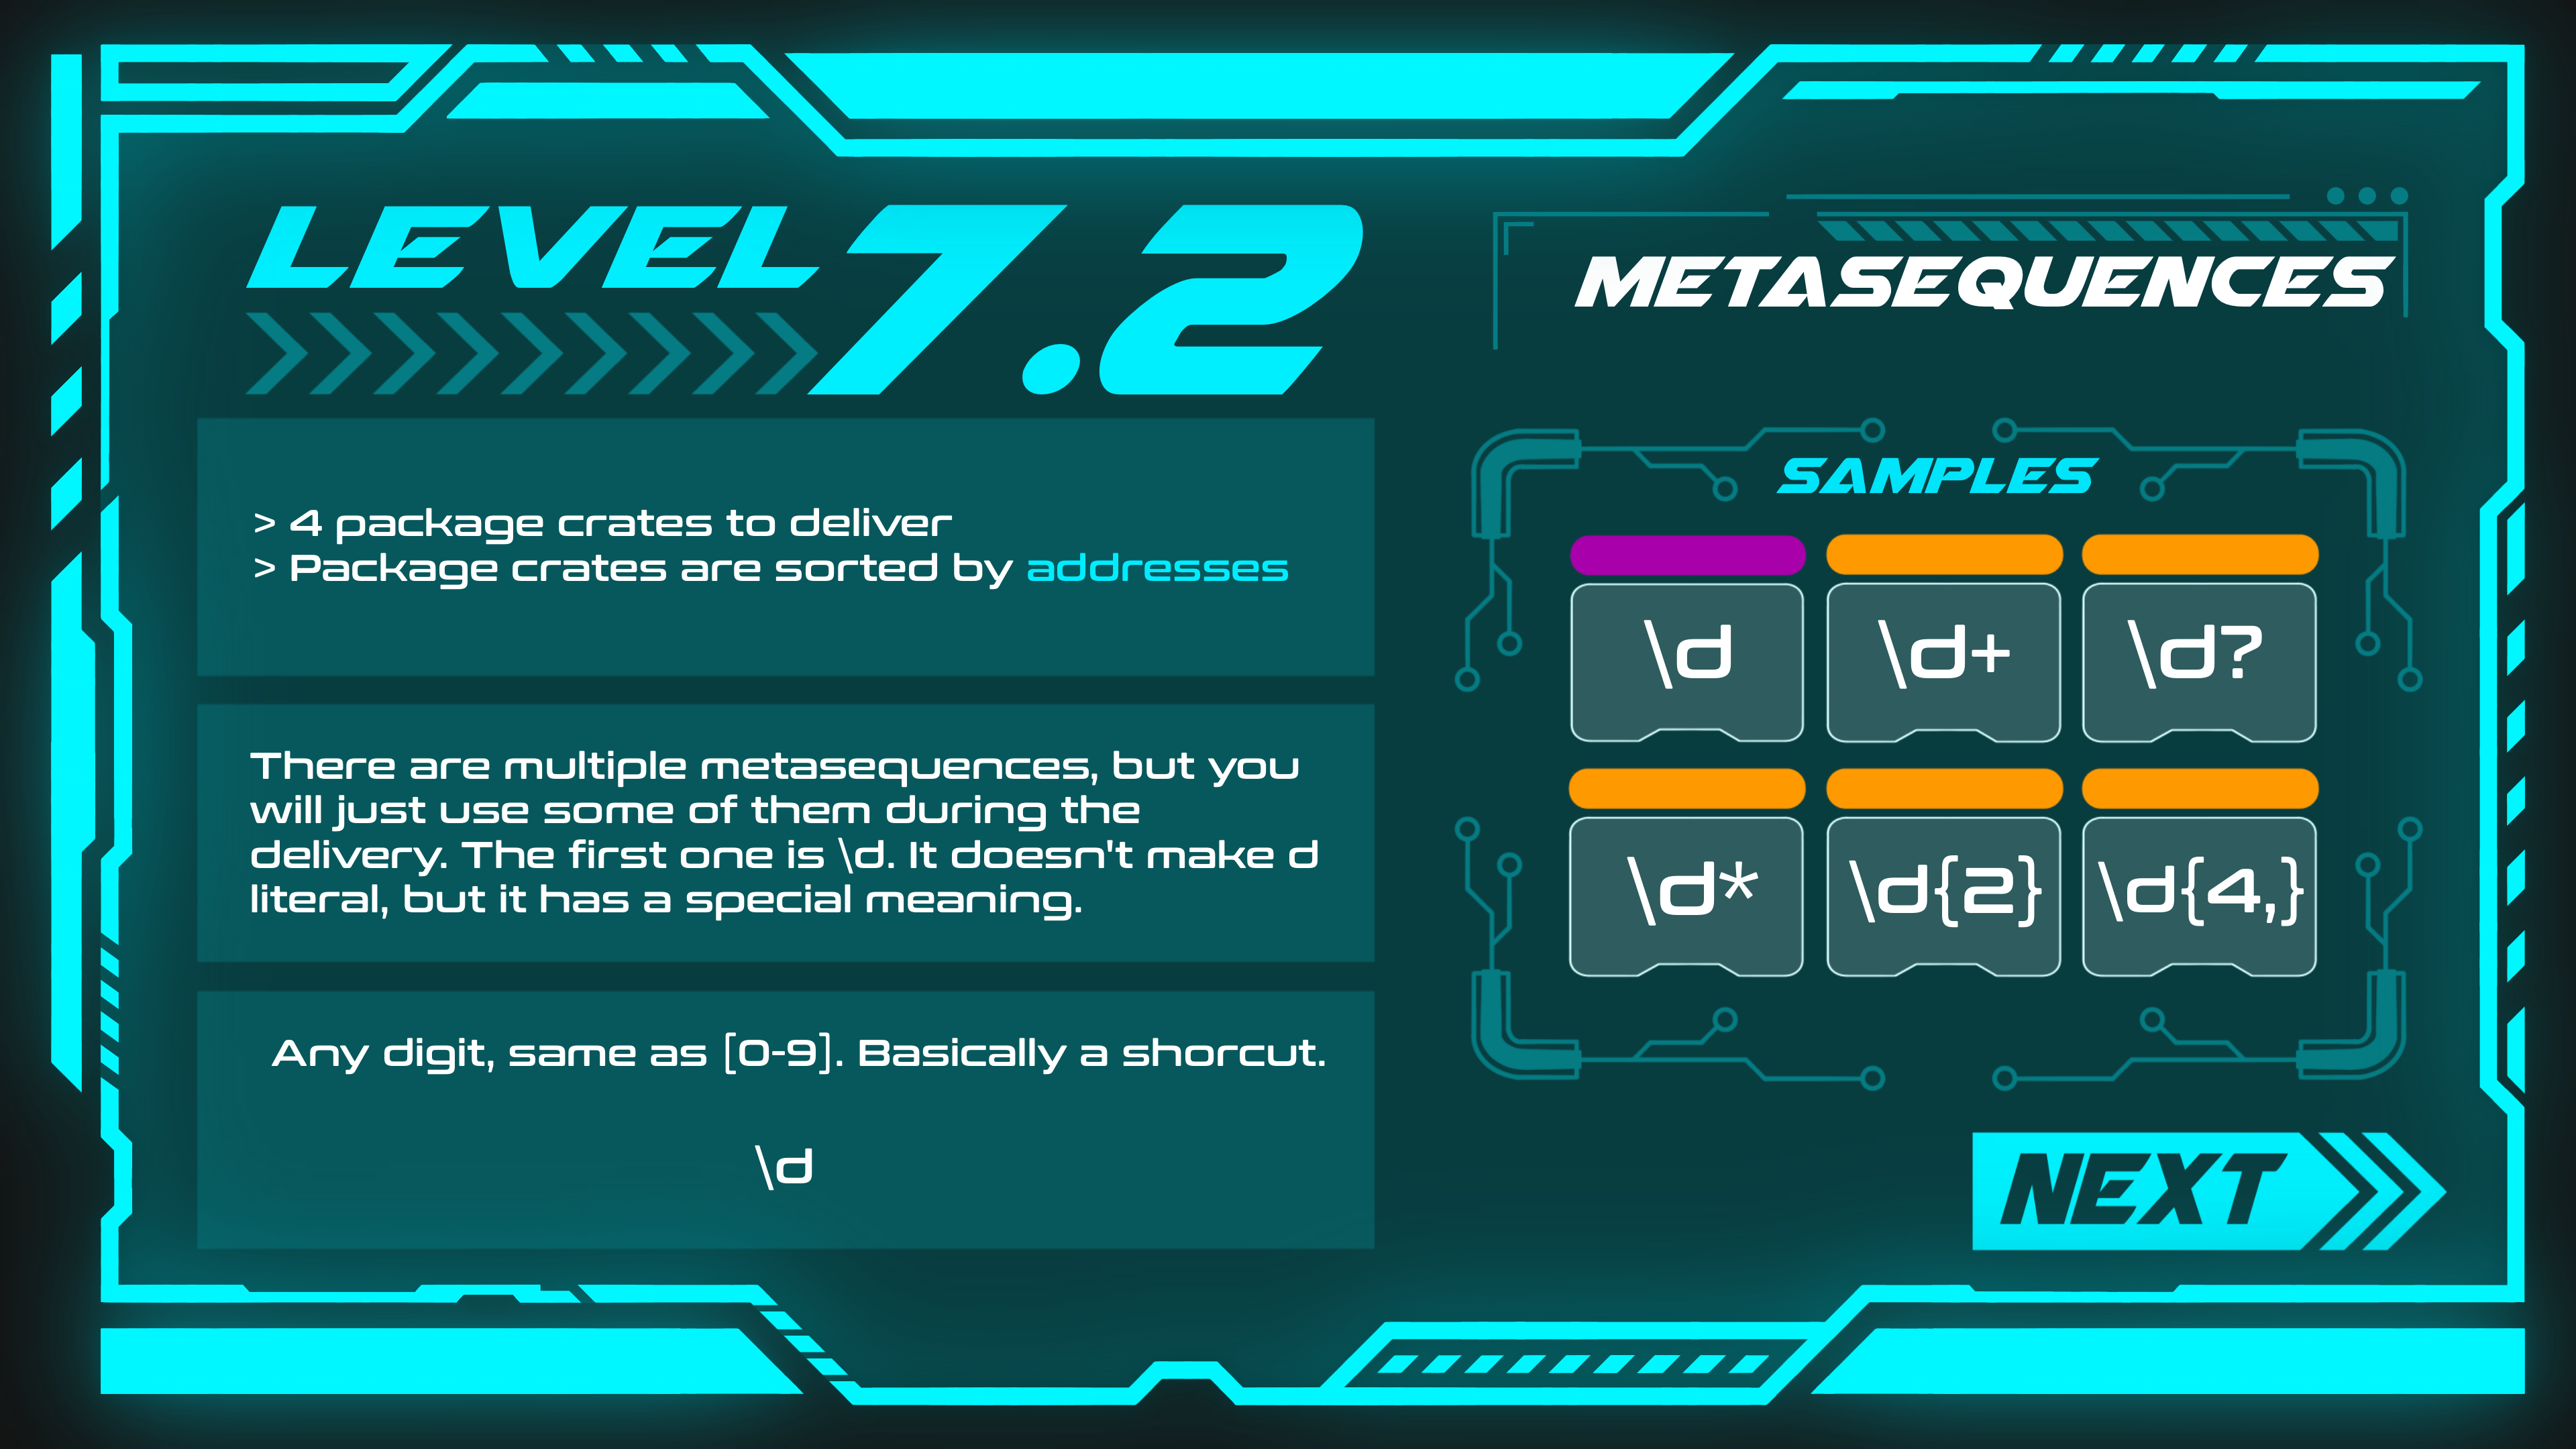 LEVEL 7.2
METASEQUENCES
> 4 package crates to deliver
> Package crates are sorted by addresses
There are multiple metasequences, but you
will just use some of them during the
delivery. The first one is \d. It doesn't make d
literal, but it has a special meaning.
Any digit, same as [0-9]. Basically a shorcut.
\d
SAMPLES
\d \d+ \d?
\d* \d{2} \d{4,}
NEXT